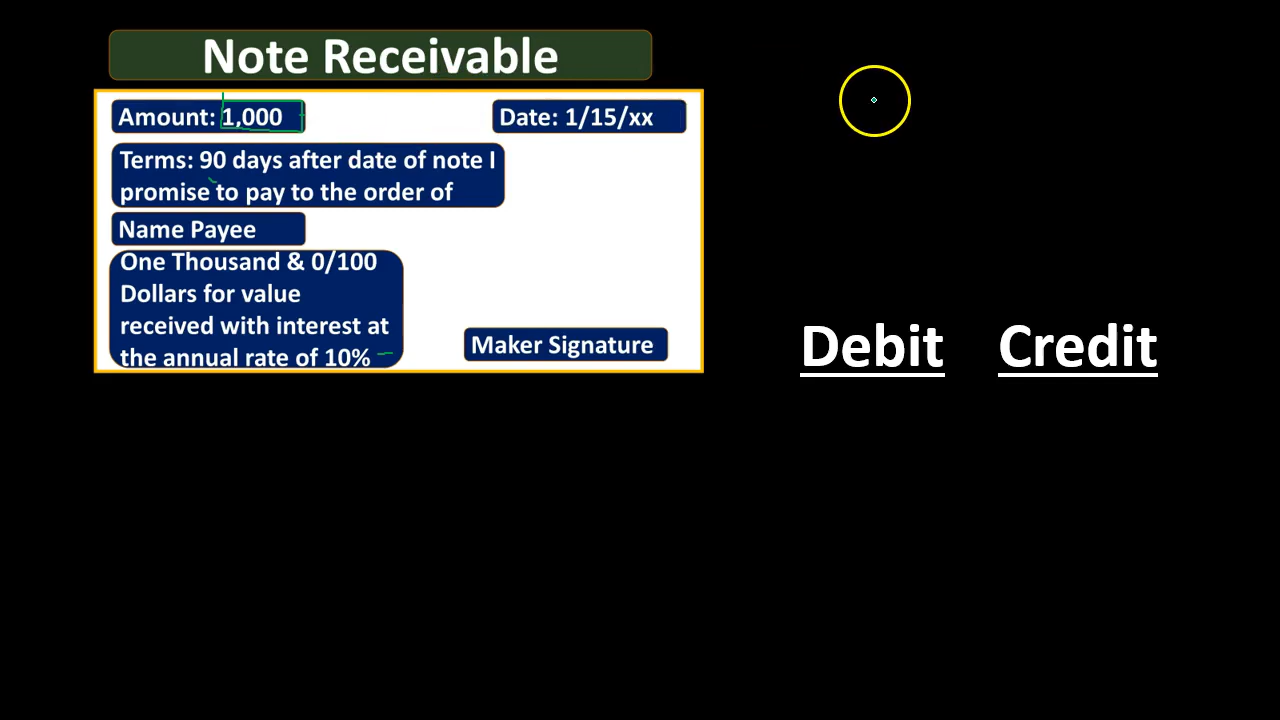 Note Receivable
Amount: 1,000
Date: 1/15/xx
Terms: 90 days after date of note I
promise to pay to the order of
Name Payee
One Thousand & 0/100
Dollars for value
received with interest at
the annual rate of 10%
Maker Signature
Debit Credit